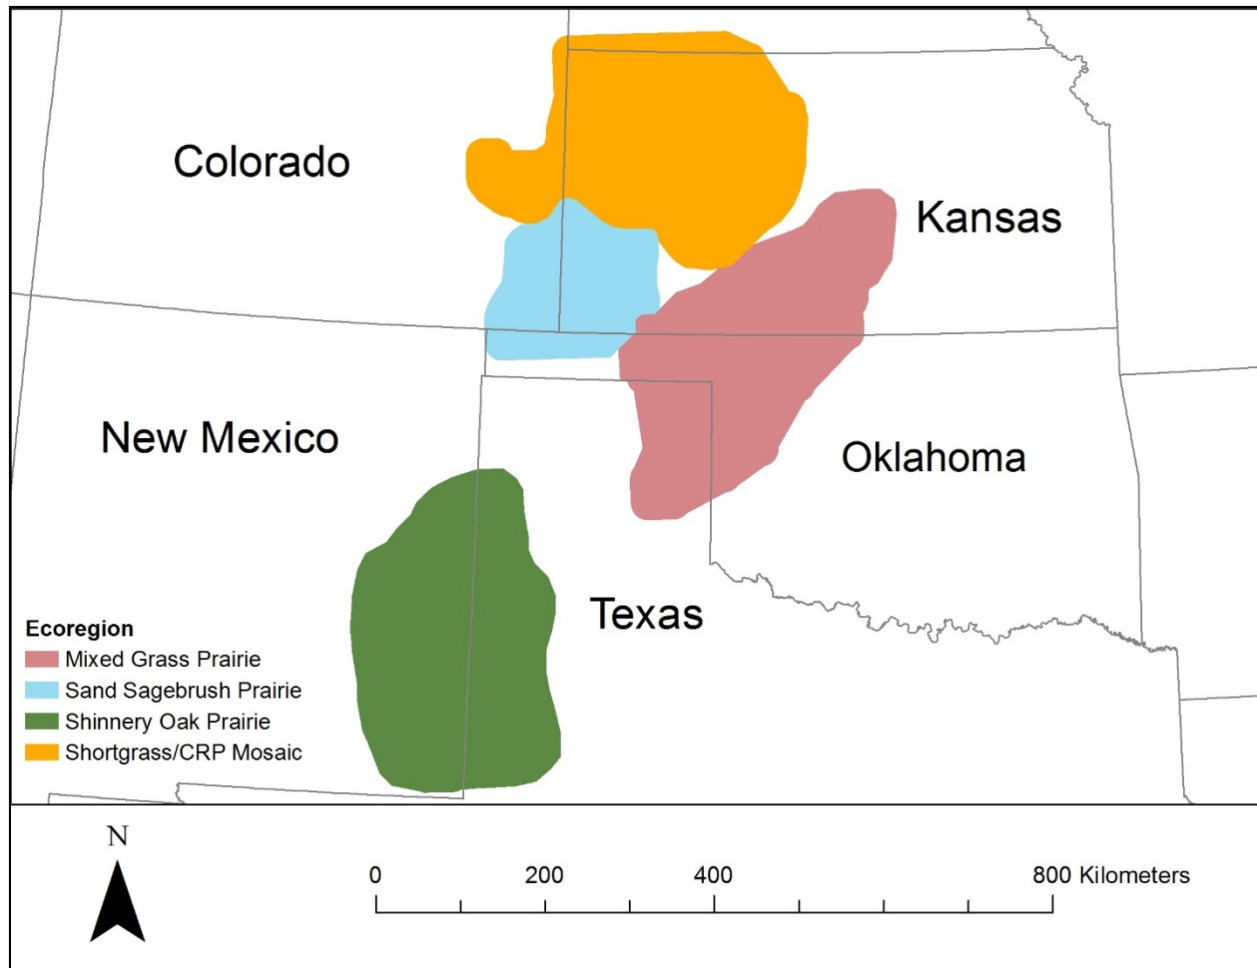 Colorado
Kansas
New Mexico
Oklahoma
Texas
Ecoregion
Mixed Grass Prairie
Sand Sagebrush Prairie
Shinnery Oak Prairie
Shortgrass/CRP Mosaic
N
0 200 400 800 Kilometers